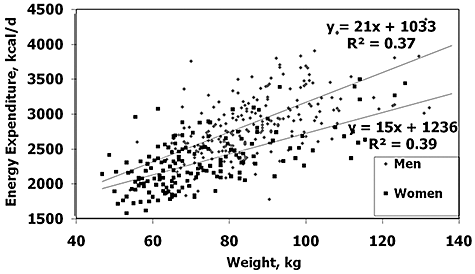 4500
4000
3500
3000
2500
2000
1500
Energy Expenditure, kcal/d
y = 21x + 1033
R² = 0.37
y = 15x + 1236
R² = 0.39
Men
Women
40 60 80 100 120 140
Weight, kg